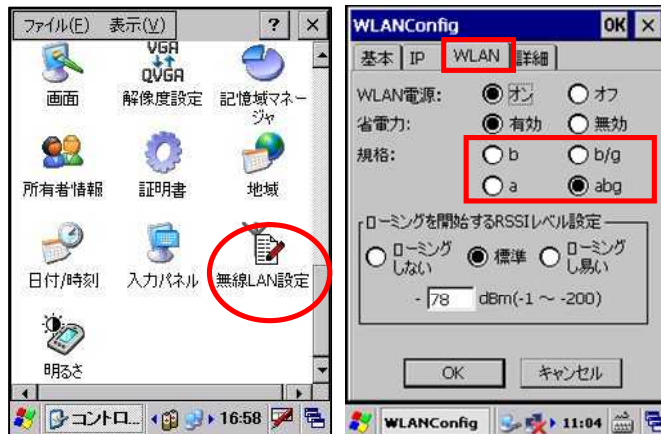 ファイル(F) 表示(V) ? ×
VGA
QVGA
画面 解像度設定 記憶域マネー
ジャ
所有者情報 証明書 地域
日付/時刻 入力パネル 無線LAN設定
明るさ
コントロ... 16:58
WLANConfig OK ×
基本 IP WLAN 詳細
WLAN電源: オン オフ
省電力: 有効 無効
規格: b b/g
a abg
ローミングを開始するRSSIレベル設定
ローミング
しない 標準 ローミング
し易い
- 78 dBm(-1 ～ -200)
OK キャンセル
WLANConfig 11:04